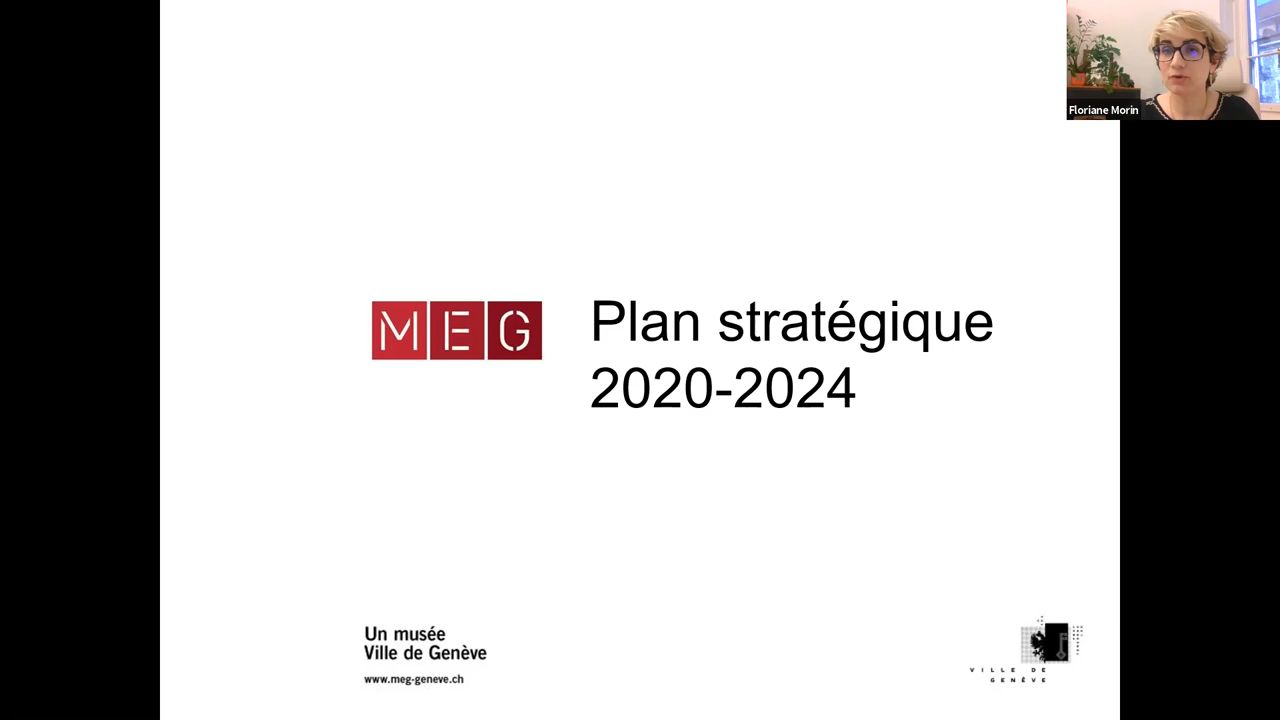 Floriane Morin
MEG
Plan stratégique
2020-2024
Un musée
Ville de Genève
www.meg-geneve.ch
VILLE DE
GENÈVE